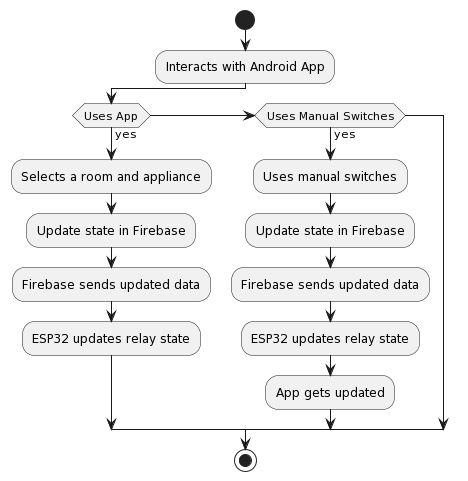 Interacts with Android App
Uses App
yes
Selects a room and appliance
Update state in Firebase
Firebase sends updated data
ESP32 updates relay state
Uses Manual Switches
yes
Uses manual switches
Update state in Firebase
Firebase sends updated data
ESP32 updates relay state
App gets updated